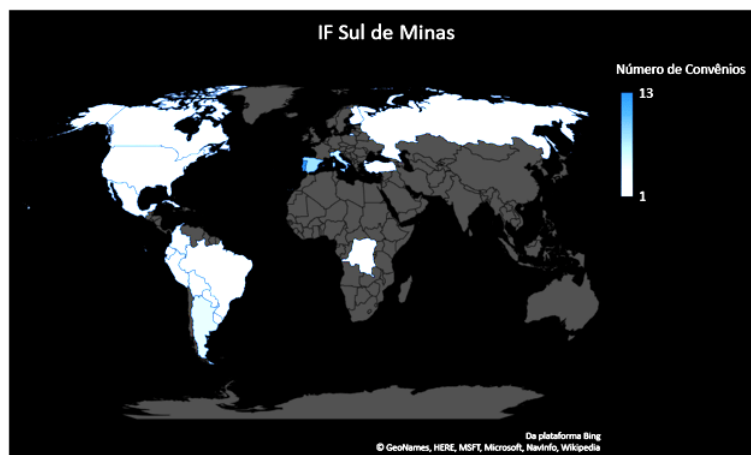 IF Sul de Minas
Número de Convênios
13
1
Da plataforma Bing
© GeoNames, HERE, MSFT, Microsoft, NavInfo, Wikipedia